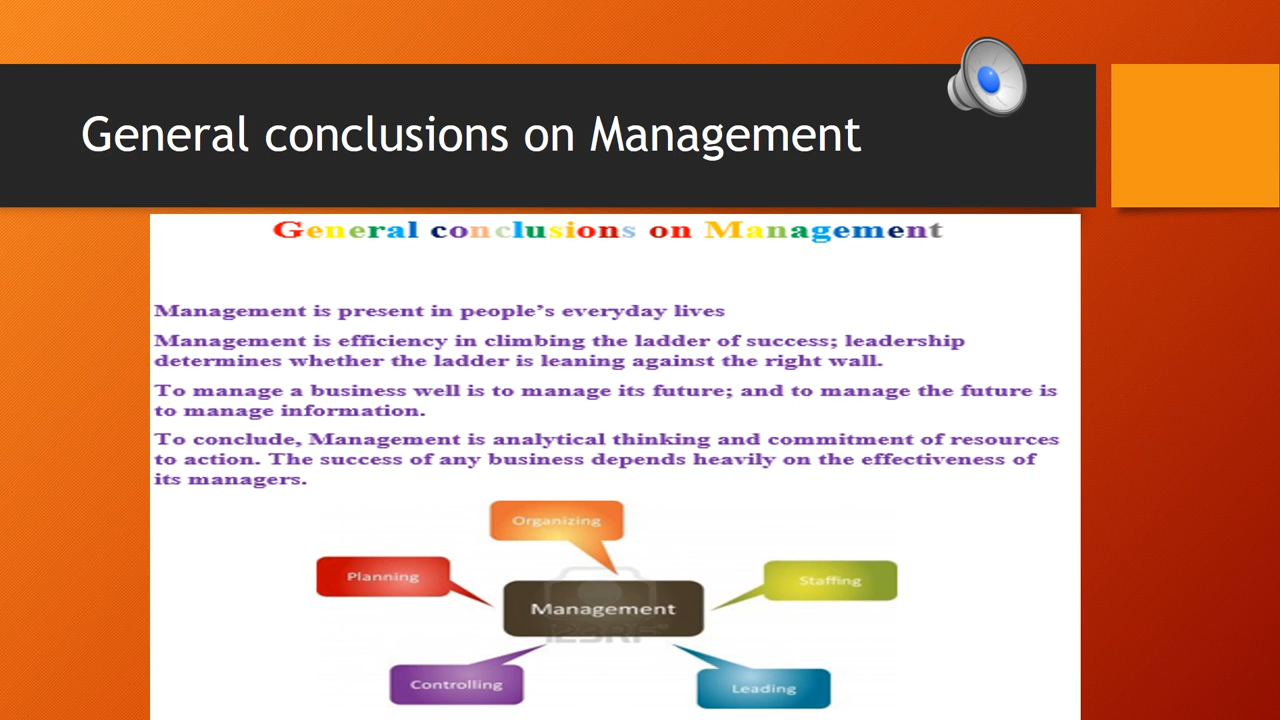 General conclusions on Management
General conclusions on Management
Management is present in people's everyday lives
Management is efficiency in climbing the ladder of success; leadership
determines whether the ladder is leaning against the right wall.
To manage a business well is to manage its future; and to manage the future is
to manage information.
To conclude, Management is analytical thinking and commitment of resources
to action. The success of any business depends heavily on the effectiveness of
its managers.
Organizing
Planning
Staffing
Management
Controlling
Leading